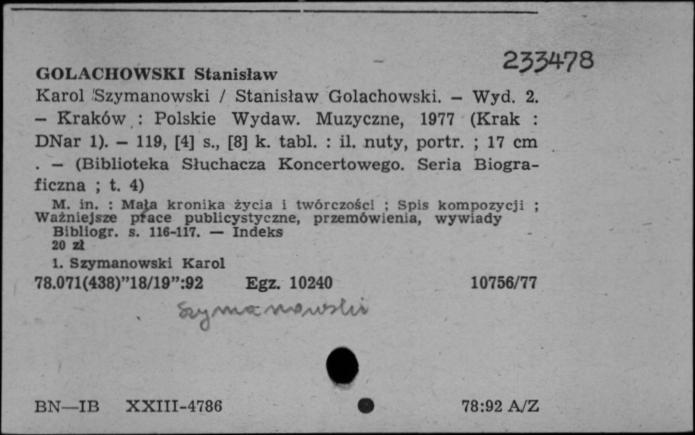 233478
GOLACHOWSKI Stanisław
Karol Szymanowski / Stanisław Golachowski. — Wyd. 2.
— Kraków : Polskie Wydaw. Muzyczne, 1977 (Krak :
DNar 1). — 119, [4] s., [8] k. tabl. : il. nuty, portr. ; 17 cm
. — (Biblioteka Słuchacza Koncertowego. Seria Biogra-
ficzna ; t. 4)
M. in. : Mała kronika życia i twórczości ; Spis kompozycji ;
Ważniejsze prace publicystyczne, przemówienia, wywiady
Bibliogr. s. 116-117. — Indeks
20 zł
1. Szymanowski Karol
78.071(438)"18/19":92 Egz. 10240 10756/77
Szymanowski
BN—IB XXIII-4786 78:92 A/Z